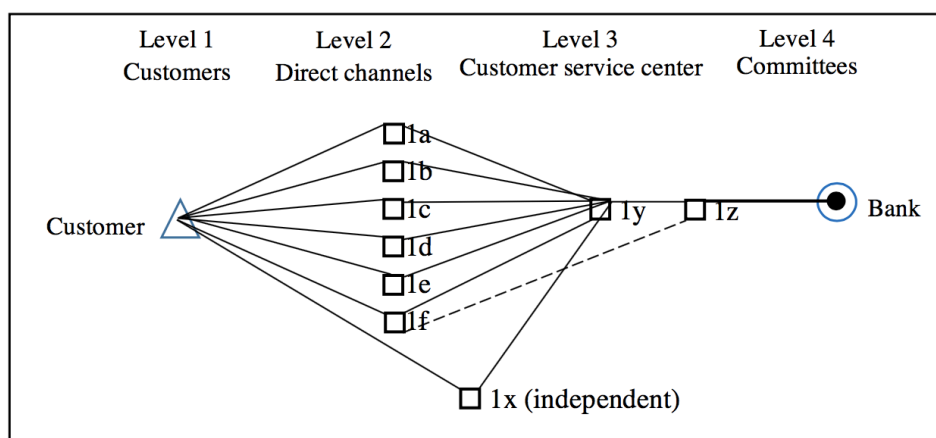 Level 1
Customers
Level 2
Direct channels
Level 3
Customer service center
Level 4
Committees
1a
1b
1c
1y
1z
Bank
Customer
1d
1e
1f
1x (independent)